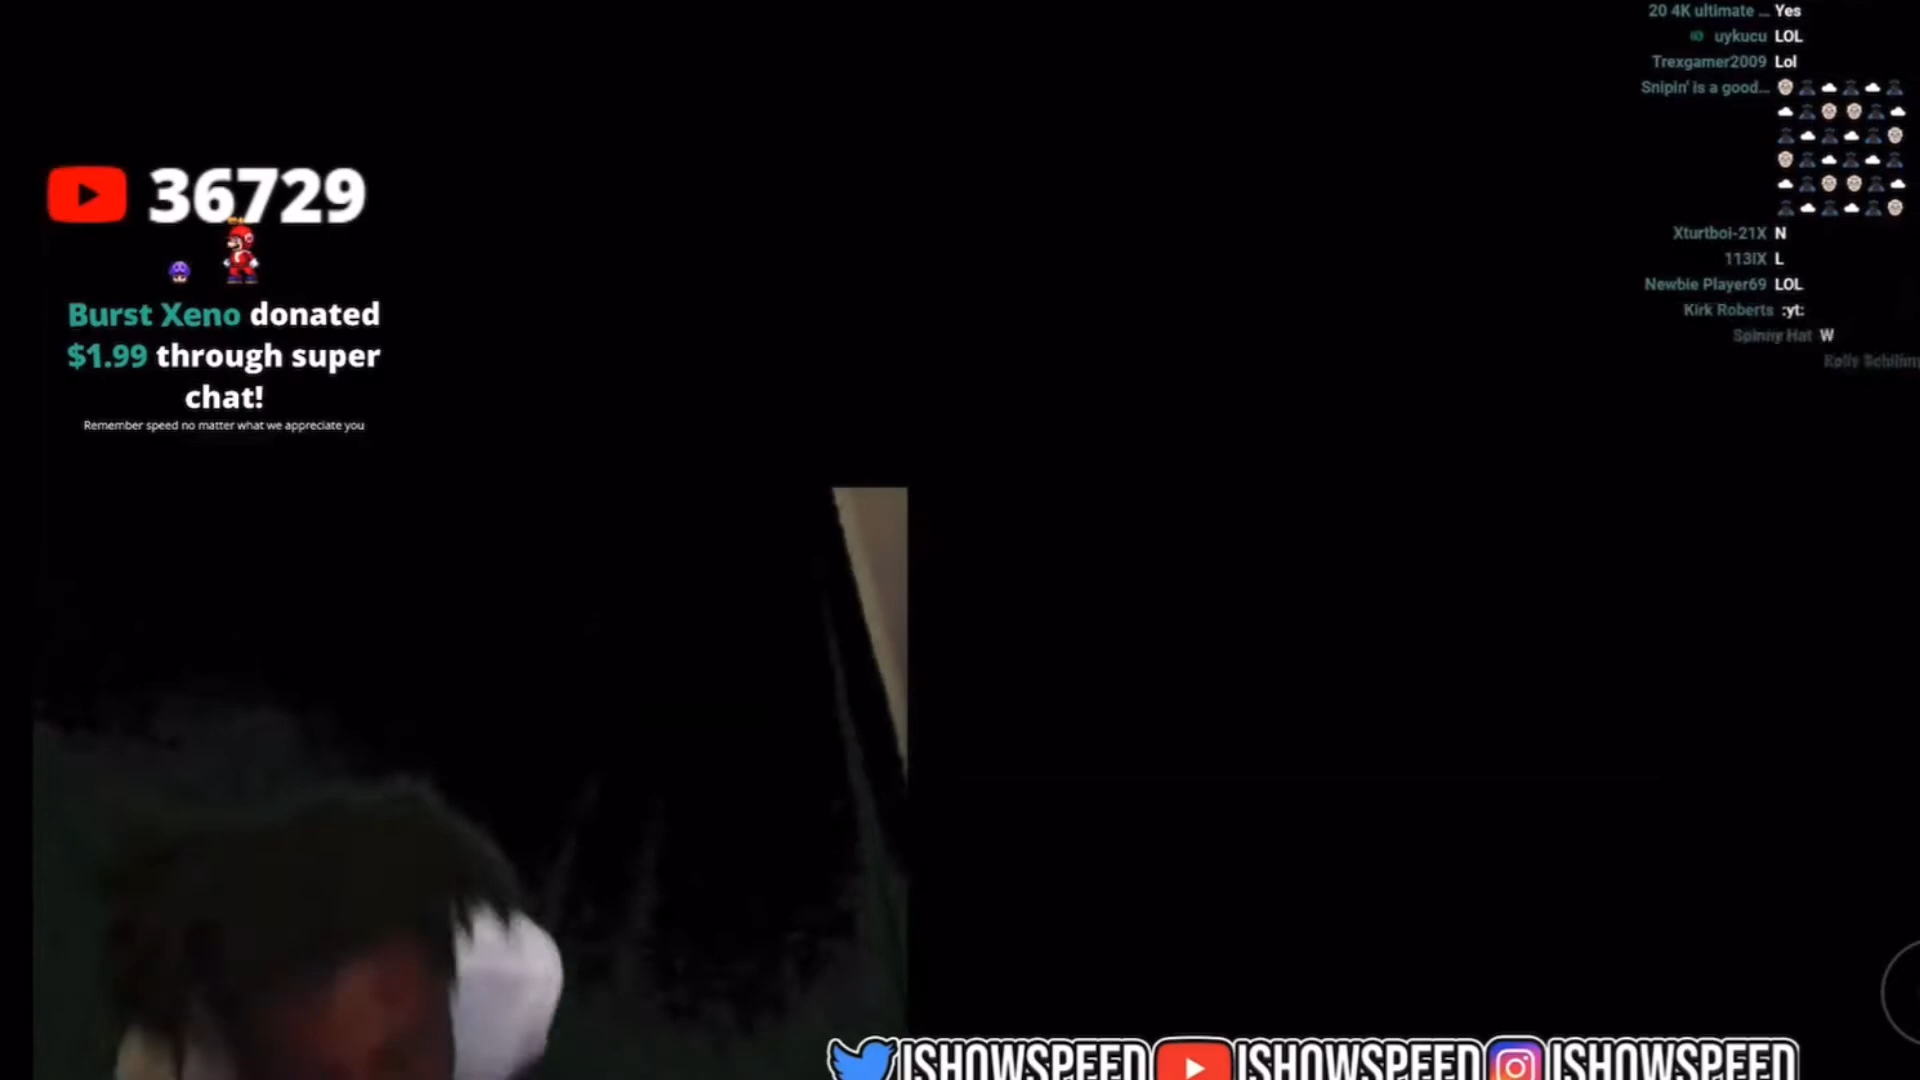 20 4K ultimate ... Yes
uykucu LOL
Trexgamer2009 Lol
Snipin' is a good...
36729
Xturtboi-21X N
113IX L
Newbie Player69 LOL
Burst Xeno donated
Kirk Roberts :yt:
Spinny Hat W
$1.99 through super
chat!
Remember speed no matter what we appreciate you
ISHOWSPEED ISHOWSPEED ISHOWSPEED